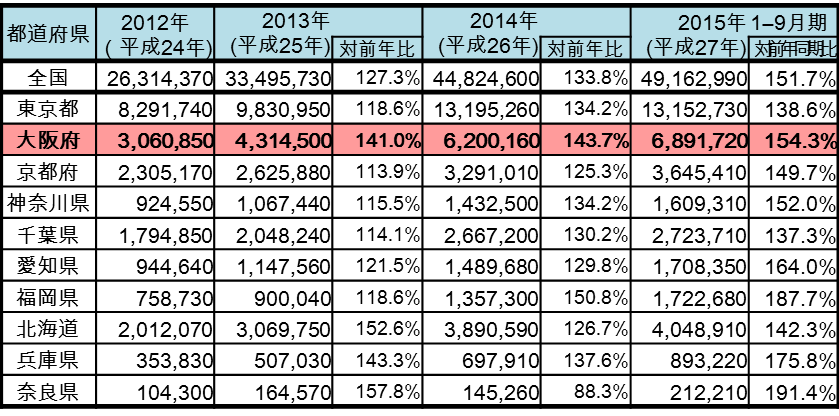 都道府県 2012年 2013年 2014年 2015年 1–9月期
( 平成24年) (平成25年) 対前年比 (平成26年) 対前年比 (平成27年) 対前年同期比
全国 26,314,370 33,495,730 127.3% 44,824,600 133.8% 49,162,990 151.7%
東京都 8,291,740 9,830,950 118.6% 13,195,260 134.2% 13,152,730 138.6%
大阪府 3,060,850 4,314,500 141.0% 6,200,160 143.7% 6,891,720 154.3%
京都府 2,305,170 2,625,880 113.9% 3,291,010 125.3% 3,645,410 149.7%
神奈川県 924,550 1,067,440 115.5% 1,432,500 134.2% 1,609,310 152.0%
千葉県 1,794,850 2,048,240 114.1% 2,667,200 130.2% 2,723,710 137.3%
愛知県 944,640 1,147,560 121.5% 1,489,680 129.8% 1,708,350 164.0%
福岡県 758,730 900,040 118.6% 1,357,300 150.8% 1,722,680 187.7%
北海道 2,012,070 3,069,750 152.6% 3,890,590 126.7% 4,048,910 142.3%
兵庫県 353,830 507,030 143.3% 697,910 137.6% 893,220 175.8%
奈良県 104,300 164,570 157.8% 145,260 88.3% 212,210 191.4%